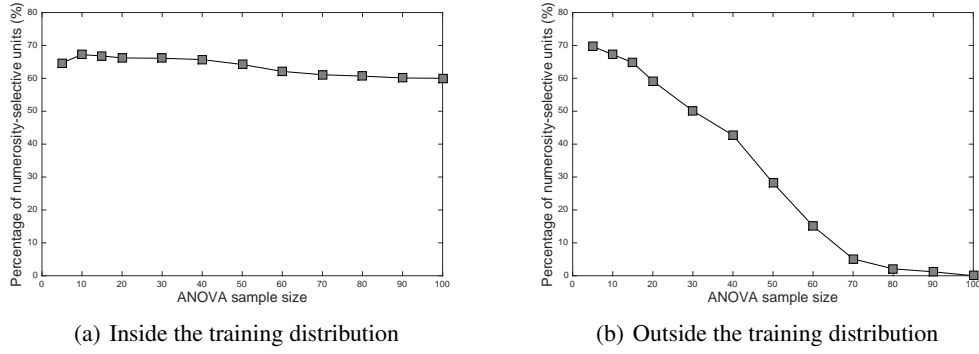 80
70
60
50
40
30
20
10
0
Percentage of numerosity-selective units (%)
0 10 20 30 40 50 60 70 80 90 100
ANOVA sample size
(a) Inside the training distribution
80
70
60
50
40
30
20
10
0
Percentage of numerosity-selective units (%)
0 10 20 30 40 50 60 70 80 90 100
ANOVA sample size
(b) Outside the training distribution